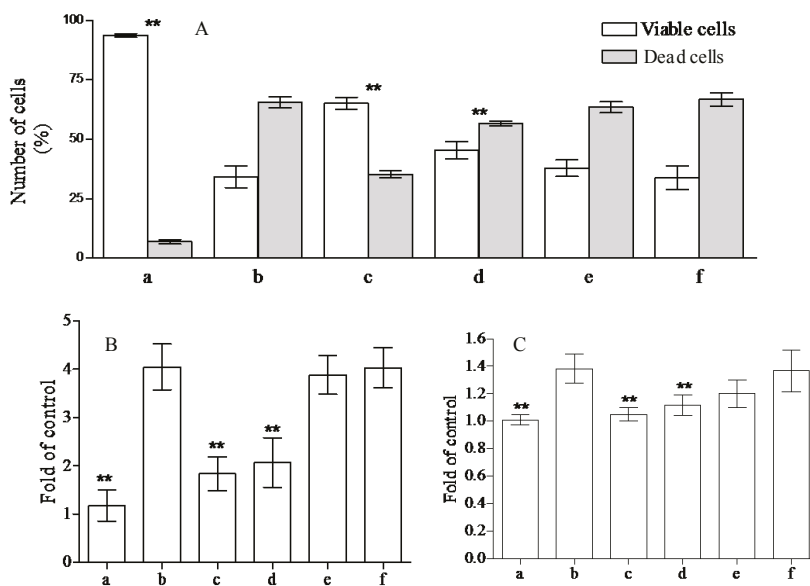 A
Viable cells
Dead cells
Number of cells
(%)
100
75
50
25
0
**
**
**
a b c d e f
B
Fold of control
5
4
3
2
1
0
**
**
**
a b c d e f
C
Fold of control
1.6
1.4
1.2
1.0
0.8
0.6
0.4
0.2
0.0
**
**
**
a b c d e f